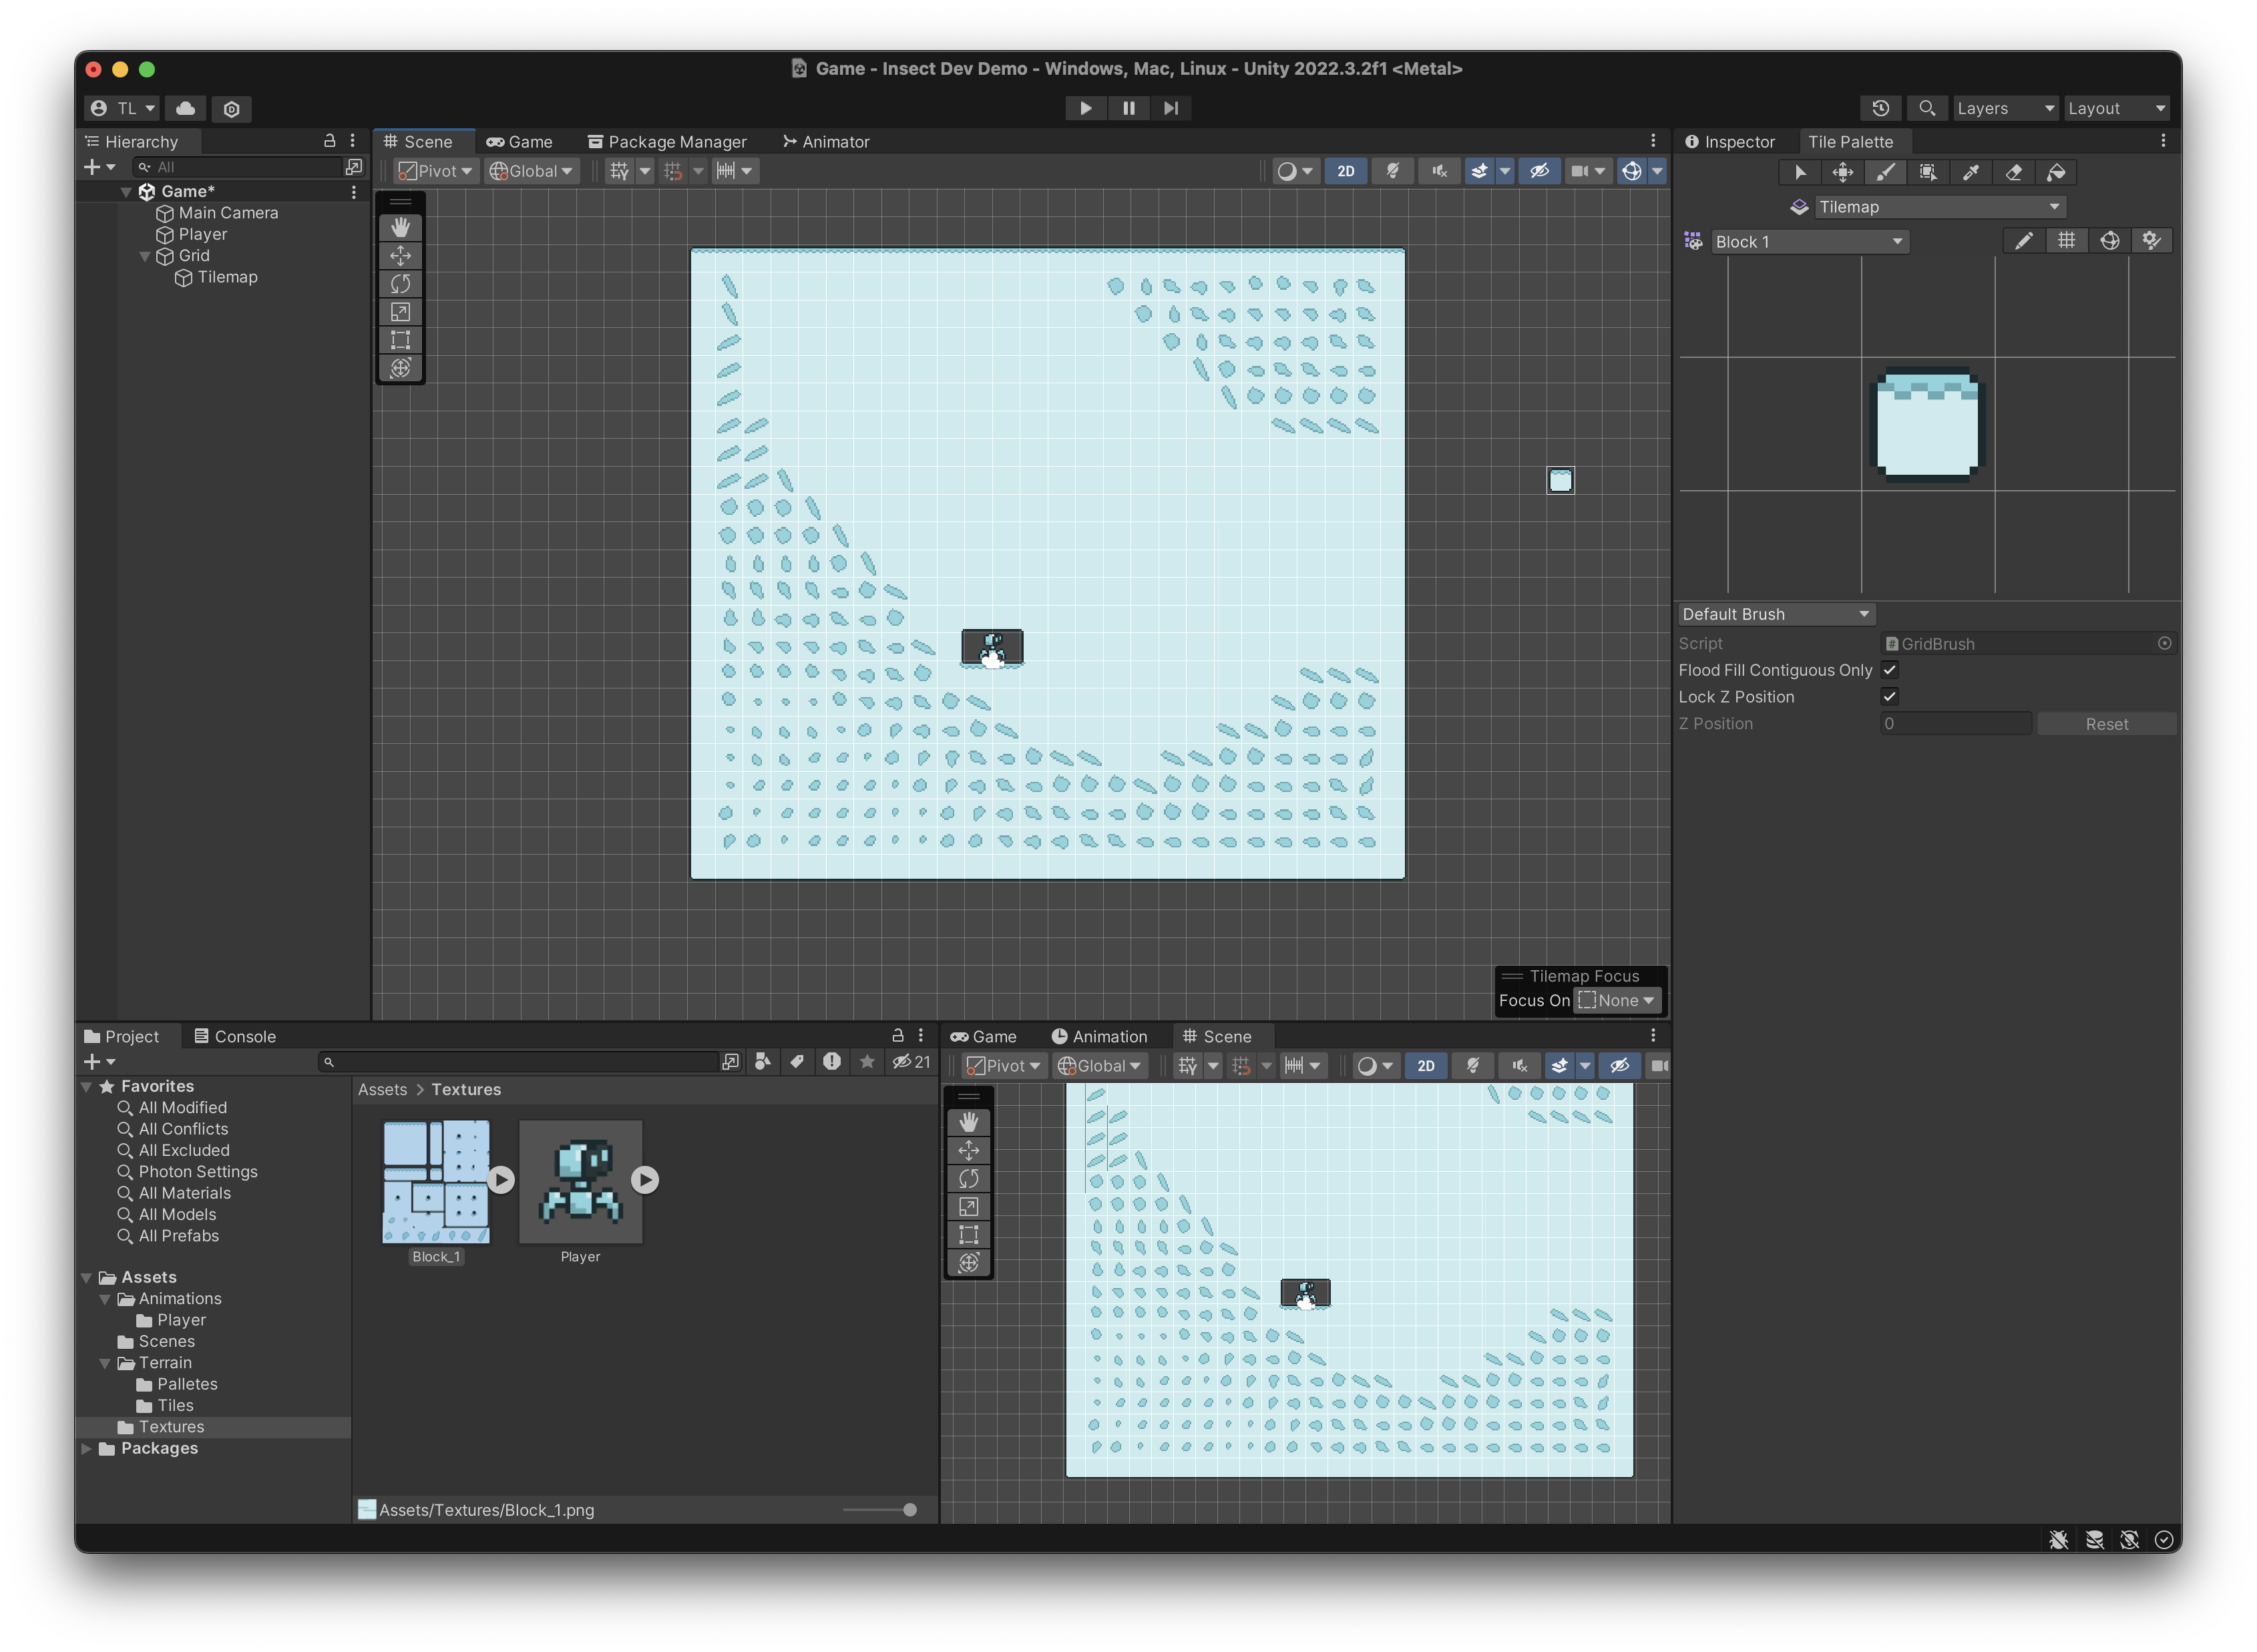 Game - Insect Dev Demo - Windows, Mac, Linux - Unity 2022.3.2f1 <Metal>
TL
Layers
Layout
Hierarchy
All
Game*
Main Camera
Player
Grid
Tilemap
Scene
Game
Package Manager
Animator
Pivot
Global
2D
Tilemap Focus
Focus On
None
Inspector
Tile Palette
Tilemap
Block 1
Default Brush
Script
GridBrush
Flood Fill Contiguous Only
Lock Z Position
Z Position
0
Reset
Project
Console
21
Favorites
All Modified
All Conflicts
All Excluded
Photon Settings
All Materials
All Models
All Prefabs
Assets
Animations
Player
Scenes
Terrain
Palletes
Tiles
Textures
Packages
Assets > Textures
Block_1
Player
Assets/Textures/Block_1.png
Game
Animation
Scene
Pivot
Global
2D